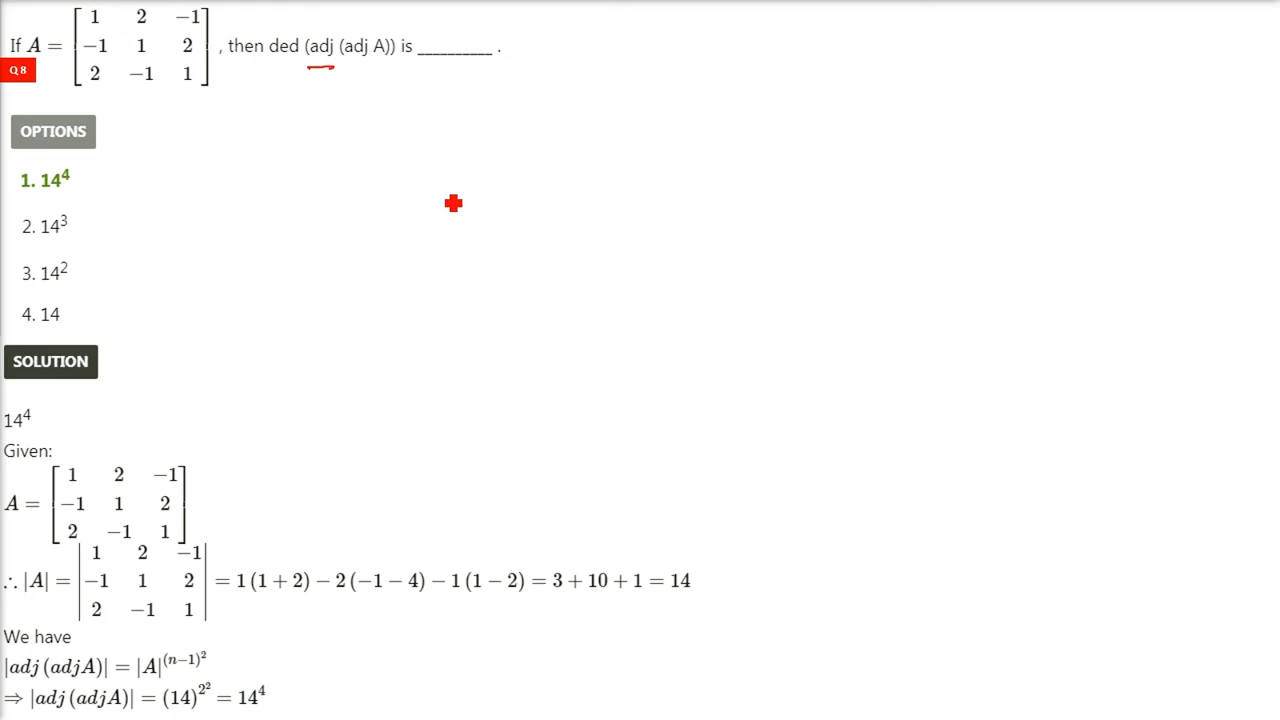 If A = [1 2 −1
−1 1 2
2 −1 1], then ded (adj (adj A)) is _________ .
Q 8
OPTIONS
1. 14⁴
2. 14³
3. 14²
4. 14
SOLUTION
14⁴
Given:
A = [1 2 −1
−1 1 2
2 −1 1]
∴ |A| = |1 2 −1
−1 1 2
2 −1 1| = 1 (1 + 2) − 2 (−1 − 4) − 1 (1 − 2) = 3 + 10 + 1 = 14
We have
|adj (adjA)| = |A|^(n−1)²
⇒ |adj (adjA)| = (14)^2² = 14⁴